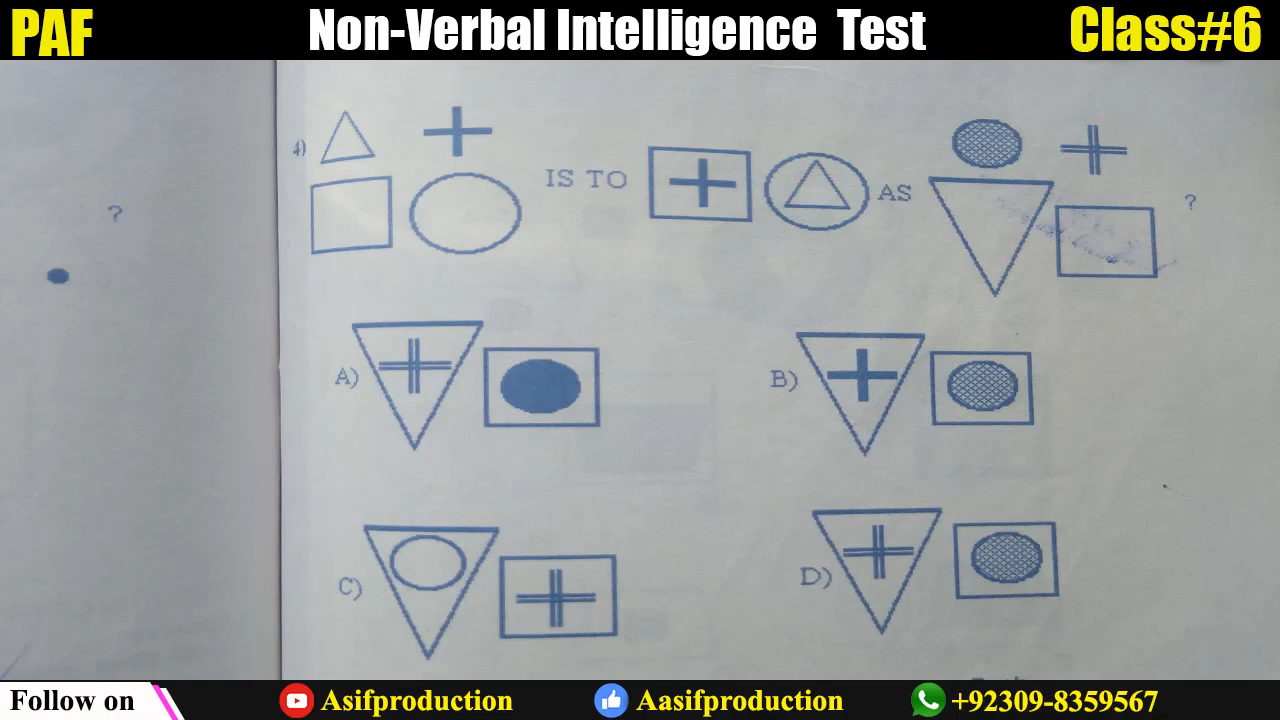 PAF Non-Verbal Intelligence Test Class#6
4) IS TO AS ?
?
A) B)
C) D)
Follow on Asifproduction Aasifproduction +92309-8359567